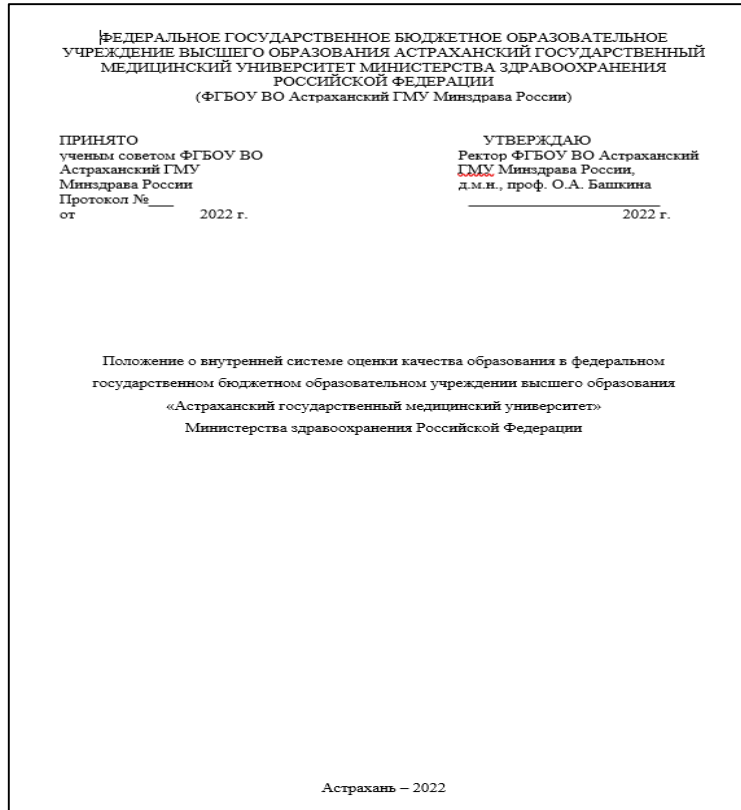 ФЕДЕРАЛЬНОЕ ГОСУДАРСТВЕННОЕ БЮДЖЕТНОЕ ОБРАЗОВАТЕЛЬНОЕ
УЧРЕЖДЕНИЕ ВЫСШЕГО ОБРАЗОВАНИЯ АСТРАХАНСКИЙ ГОСУДАРСТВЕННЫЙ
МЕДИЦИНСКИЙ УНИВЕРСИТЕТ МИНИСТЕРСТВА ЗДРАВООХРАНЕНИЯ
РОССИЙСКОЙ ФЕДЕРАЦИИ
(ФГБОУ ВО Астраханский ГМУ Минздрава России)
ПРИНЯТО
ученым советом ФГБОУ ВО
Астраханский ГМУ
Минздрава России
Протокол №___
от 2022 г.
УТВЕРЖДАЮ
Ректор ФГБОУ ВО Астраханский
ГМУ Минздрава России,
д.м.н., проф. О.А. Башкина
_______________________
2022 г.
Положение о внутренней системе оценки качества образования в федеральном
государственном бюджетном образовательном учреждении высшего образования
«Астраханский государственный медицинский университет»
Министерства здравоохранения Российской Федерации
Астрахань – 2022